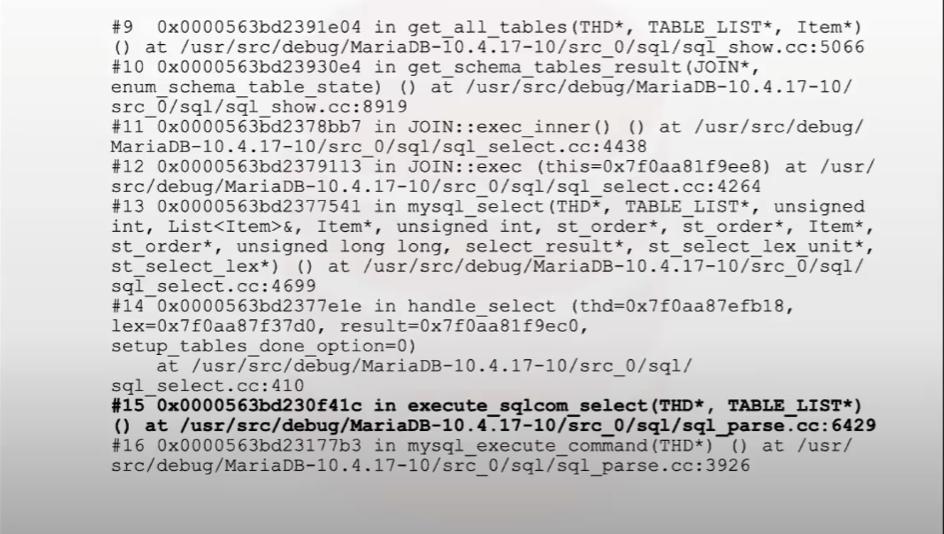 #9  0x0000563bd2391e04 in get_all_tables(THD*, TABLE_LIST*, Item*)
() at /usr/src/debug/MariaDB-10.4.17-10/src_0/sql/sql_show.cc:5066
#10 0x0000563bd23930e4 in get_schema_tables_result(JOIN*,
enum_schema_table_state) () at /usr/src/debug/MariaDB-10.4.17-10/
src_0/sql/sql_show.cc:8919
#11 0x0000563bd2378bb7 in JOIN::exec_inner() () at /usr/src/debug/
MariaDB-10.4.17-10/src_0/sql/sql_select.cc:4438
#12 0x0000563bd2379113 in JOIN::exec (this=0x7f0aa81f9ee8) at /usr/
src/debug/MariaDB-10.4.17-10/src_0/sql/sql_select.cc:4264
#13 0x0000563bd2377541 in mysql_select(THD*, TABLE_LIST*, unsigned
int, List<Item>&, Item*, unsigned int, st_order*, st_order*, Item*,
st_order*, unsigned long long, select_result*, st_select_lex_unit*,
st_select_lex*) () at /usr/src/debug/MariaDB-10.4.17-10/src_0/sql/
sql_select.cc:4699
#14 0x0000563bd2377e1e in handle_select (thd=0x7f0aa87efb18,
lex=0x7f0aa87f37d0, result=0x7f0aa81f9ec0,
setup_tables_done_option=0)
    at /usr/src/debug/MariaDB-10.4.17-10/src_0/sql/
sql_select.cc:410
#15 0x0000563bd230f41c in execute_sqlcom_select(THD*, TABLE_LIST*)
() at /usr/src/debug/MariaDB-10.4.17-10/src_0/sql/sql_parse.cc:6429
#16 0x0000563bd23177b3 in mysql_execute_command(THD*) () at /usr/
src/debug/MariaDB-10.4.17-10/src_0/sql/sql_parse.cc:3926